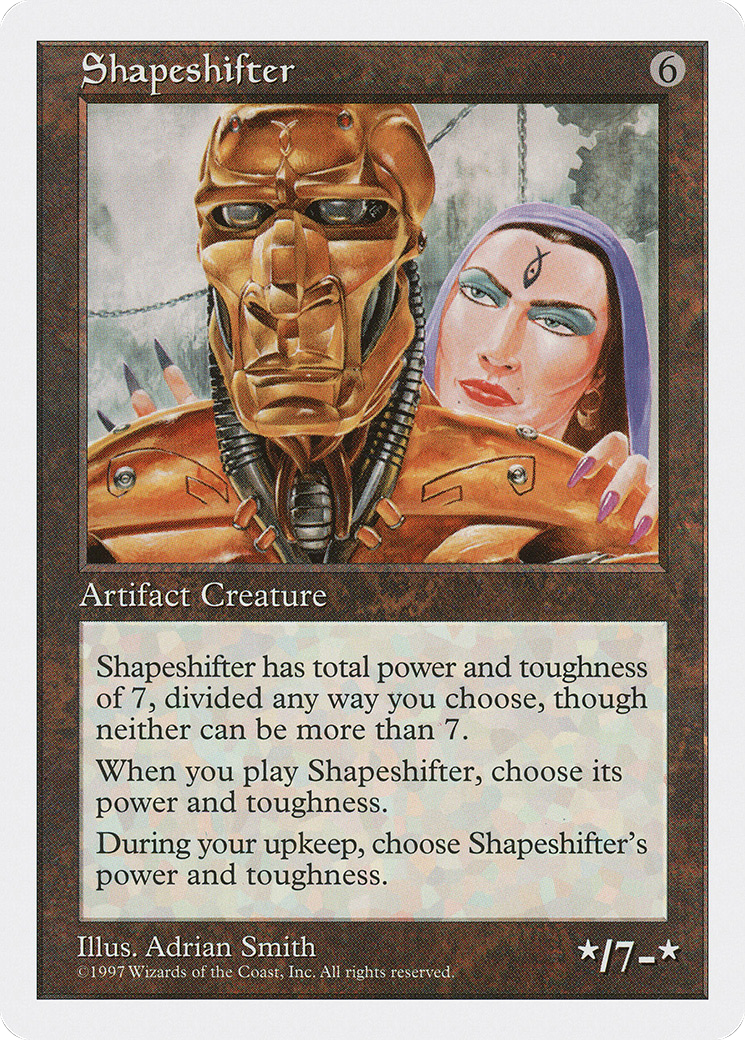 Shapeshifter 6
Artifact Creature
Shapeshifter has total power and toughness
of 7, divided any way you choose, though
neither can be more than 7.
When you play Shapeshifter, choose its
power and toughness.
During your upkeep, choose Shapeshifter's
power and toughness.
Illus. Adrian Smith
©1997 Wizards of the Coast, Inc. All rights reserved.
*/7-*